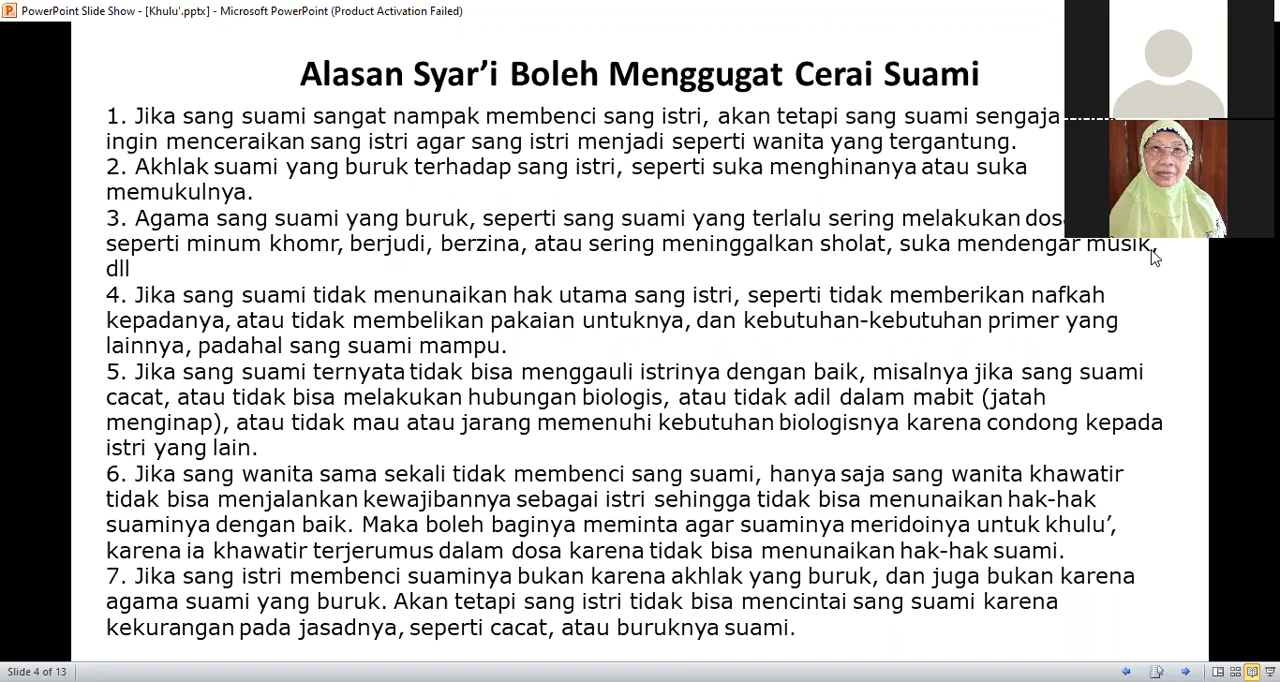 PowerPoint Slide Show - [Khulu'.pptx] - Microsoft PowerPoint (Product Activation Failed)
Alasan Syar’i Boleh Menggugat Cerai Suami
1. Jika sang suami sangat nampak membenci sang istri, akan tetapi sang suami sengaja
ingin menceraikan sang istri agar sang istri menjadi seperti wanita yang tergantung.
2. Akhlak suami yang buruk terhadap sang istri, seperti suka menghinanya atau suka
memukulnya.
3. Agama sang suami yang buruk, seperti sang suami yang terlalu sering melakukan
seperti minum khomr, berjudi, berzina, atau sering meninggalkan sholat, suka mendengar musik,
dll
4. Jika sang suami tidak menunaikan hak utama sang istri, seperti tidak memberikan nafkah
kepadanya, atau tidak membelikan pakaian untuknya, dan kebutuhan-kebutuhan primer yang
lainnya, padahal sang suami mampu.
5. Jika sang suami ternyata tidak bisa menggauli istrinya dengan baik, misalnya jika sang suami
cacat, atau tidak bisa melakukan hubungan biologis, atau tidak adil dalam mabit (jatah
menginap), atau tidak mau atau jarang memenuhi kebutuhan biologisnya karena condong kepada
istri yang lain.
6. Jika sang wanita sama sekali tidak membenci sang suami, hanya saja sang wanita khawatir
tidak bisa menjalankan kewajibannya sebagai istri sehingga tidak bisa menunaikan hak-hak
suaminya dengan baik. Maka boleh baginya meminta agar suaminya meridoinya untuk khulu’,
karena ia khawatir terjerumus dalam dosa karena tidak bisa menunaikan hak-hak suami.
7. Jika sang istri membenci suaminya bukan karena akhlak yang buruk, dan juga bukan karena
agama suami yang buruk. Akan tetapi sang istri tidak bisa mencintai sang suami karena
kekurangan pada jasadnya, seperti cacat, atau buruknya suami.
Slide 4 of 13